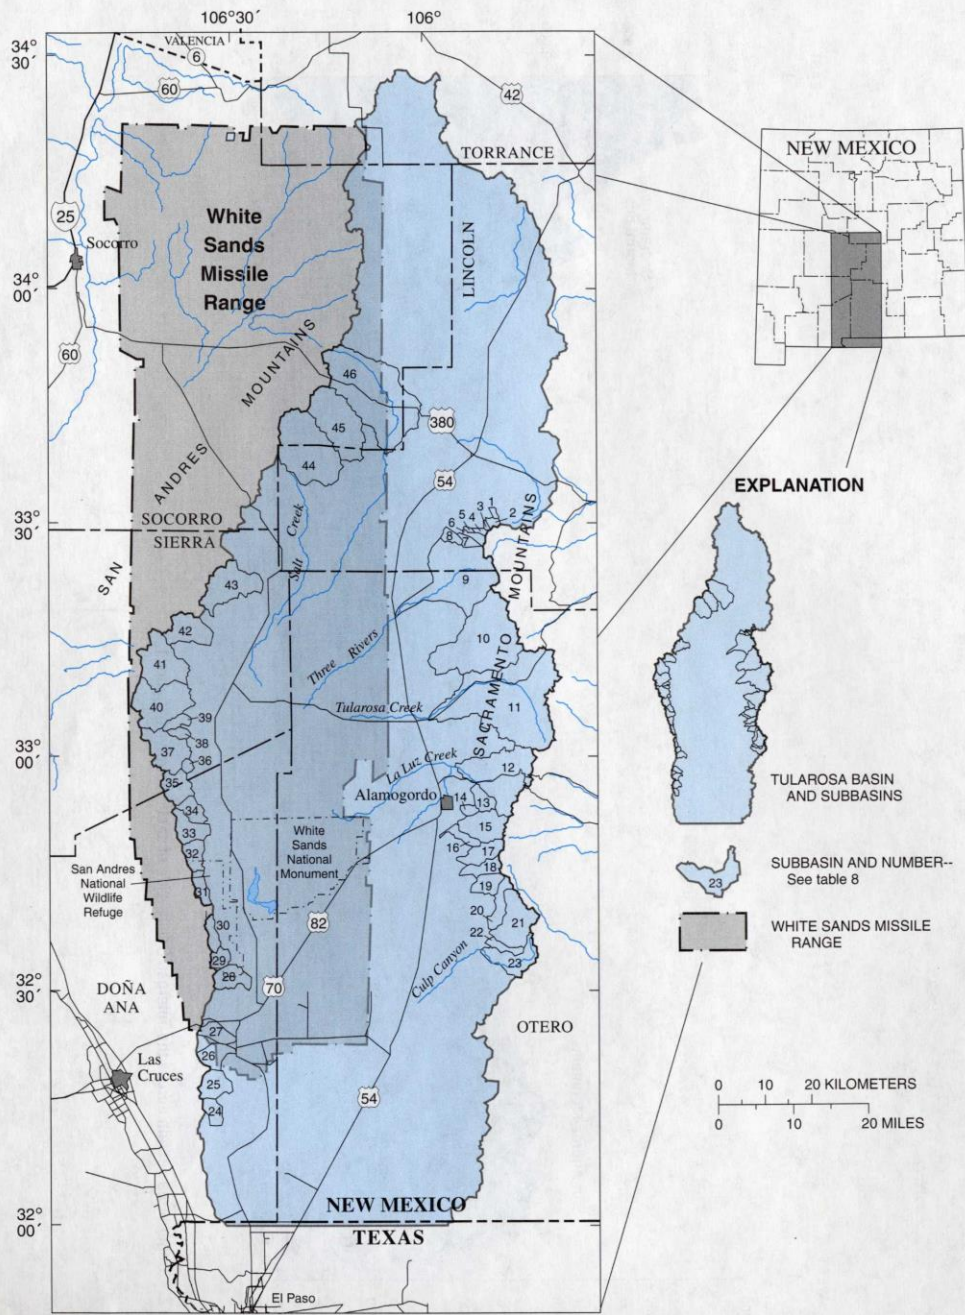 106°30´
106°
34°
30´
VALENCIA
6
60
42
TORRANCE
NEW MEXICO
25
Socorro
White
Sands
Missile
Range
LINCOLN
34°
00´
60
SAN ANDRES MOUNTAINS
46
45
380
44
54
EXPLANATION
33°
30´
SOCORRO
SIERRA
Salt Creek
1
2
3
4
5
6
8
SACRAMENTO MOUNTAINS
9
43
42
Three Rivers
10
41
40
39
Tularosa Creek
11
38
37
36
33°
00´
La Luz Creek
12
35
Alamogordo
14
13
TULAROSA BASIN
AND SUBBASINS
34
33
32
White
Sands
National
Monument
15
16
17
18
San Andres
National
Wildlife
Refuge
31
19
23
SUBBASIN AND NUMBER--
See table 8
30
82
20
21
22
WHITE SANDS MISSILE
RANGE
29
28
Culp Canyon
23
32°
30´
DOÑA
ANA
70
OTERO
27
26
Las
Cruces
25
24
54
0 10 20 KILOMETERS
0 10 20 MILES
NEW MEXICO
32°
00´
TEXAS
El Paso